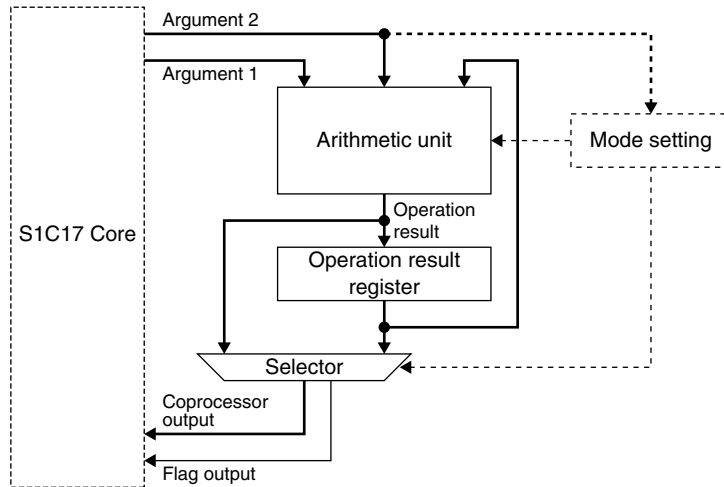 Argument 2
Argument 1
Arithmetic unit
Mode setting
S1C17 Core
Operation
result
Operation result
register
Selector
Coprocessor
output
Flag output